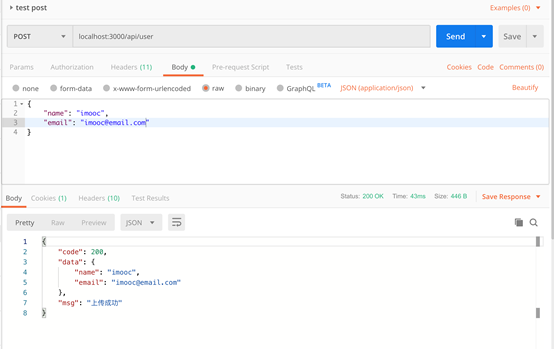 test post
Examples (0)
POST
localhost:3000/api/user
Send
Save
Params
Authorization
Headers (11)
Body
Pre-request Script
Tests
Cookies
Code
Comments (0)
none
form-data
x-www-form-urlencoded
raw
binary
GraphQL BETA
JSON (application/json)
Beautify
1 {
2 "name": "imooc",
3 "email": "imooc@email.com"
4 }
Body
Cookies (1)
Headers (10)
Test Results
Status: 200 OK
Time: 43ms
Size: 446 B
Save Response
Pretty
Raw
Preview
JSON
1 {
2 "code": 200,
3 "data": {
4 "name": "imooc",
5 "email": "imooc@email.com"
6 },
7 "msg": "上传成功"
8 }